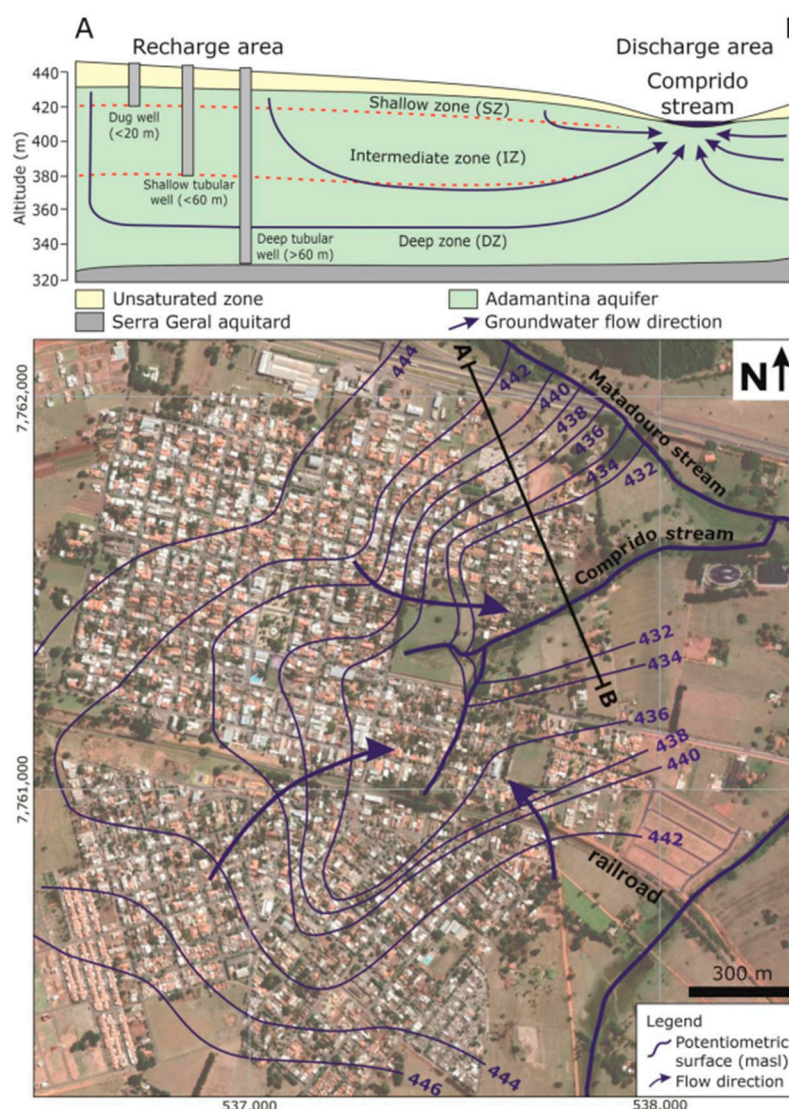 A
Recharge area
Discharge area
Comprido
stream
440
420
380
360
340
320
Altitude (m)
Dug well
(<20 m)
Shallow zone (SZ)
Intermediate zone (IZ)
Shallow tubular
well (<60 m)
Deep tubular
well (>60 m)
Deep zone (DZ)
Unsaturated zone
Adamantina aquifer
Serra Geral aquitard
Groundwater flow direction
7,762,000
7,761,000
444
442
440
438
436
434
432
A
Matadouro stream
N
Comprido stream
432
434
B
436
438
440
442
railroad
300 m
444
446
Legend
Potentiometric
surface (masl)
Flow direction
537,000
538,000